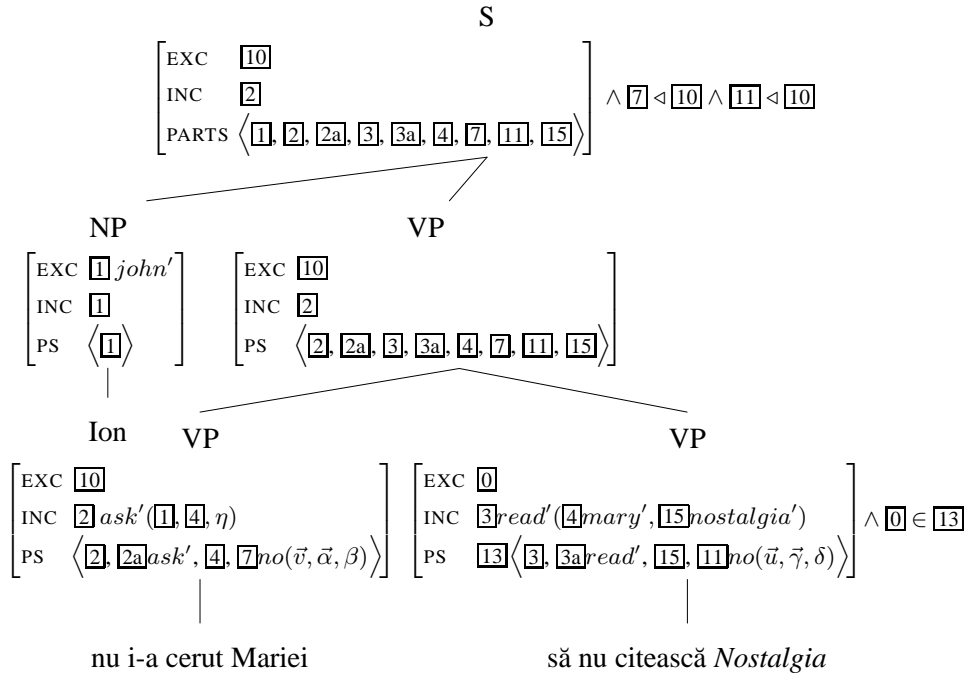 S
[EXC 10
INC 2
PARTS ⟨1, 2, 2a, 3, 3a, 4, 7, 11, 15⟩] ∧ 7 ◁ 10 ∧ 11 ◁ 10
NP VP
[EXC 1 john′
INC 1
PS ⟨1⟩]
[EXC 10
INC 2
PS ⟨2, 2a, 3, 3a, 4, 7, 11, 15⟩]
Ion VP VP
[EXC 10
INC 2 ask′(1, 4, η)
PS ⟨2, 2a ask′, 4, 7 no(v⃗, α⃗, β)⟩]
[EXC 0
INC 3 read′(4 mary′, 15 nostalgia′)
PS 13 ⟨3, 3a read′, 15, 11 no(u⃗, γ⃗, δ)⟩] ∧ 0 ∈ 13
nu i-a cerut Mariei să nu citească Nostalgia